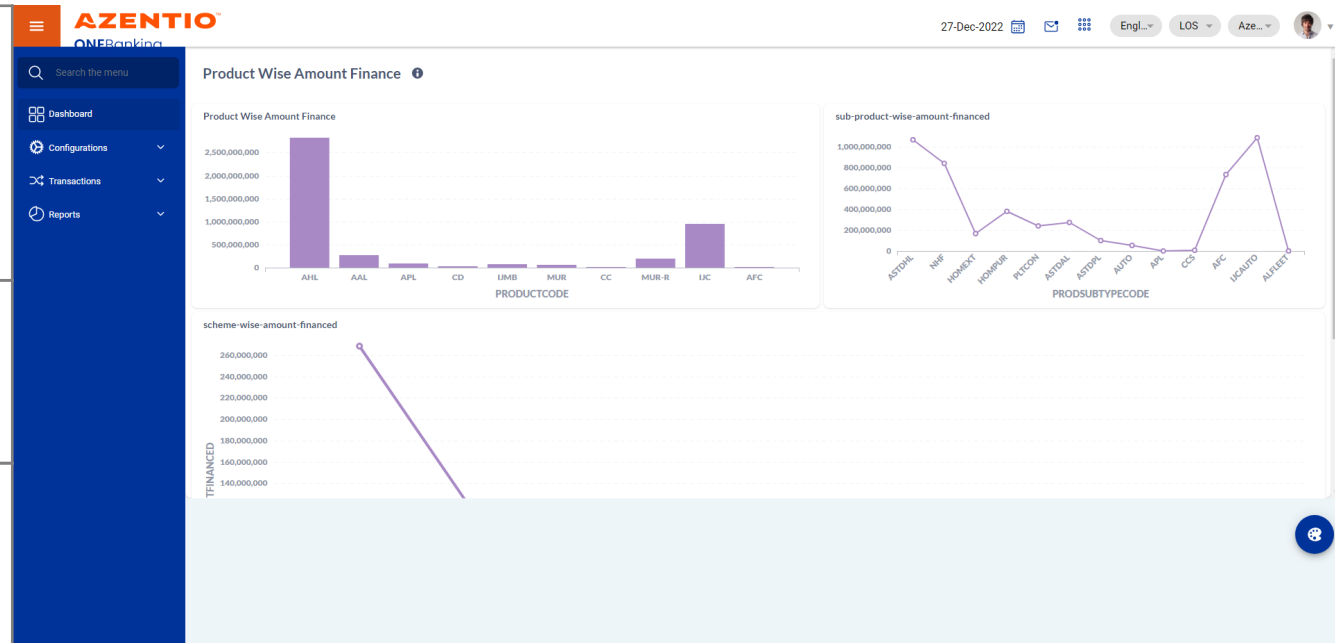 AZENTIO
ONEBanking
27-Dec-2022
Engl...
LOS
Aze...
Search the menu
Dashboard
Configurations
Transactions
Reports
Product Wise Amount Finance
Product Wise Amount Finance
2,500,000,000
2,000,000,000
1,500,000,000
1,000,000,000
500,000,000
0
AHL AAL APL CD IJMB MUR CC MUR-R IJC AFC
PRODUCTCODE
sub-product-wise-amount-financed
1,000,000,000
800,000,000
600,000,000
400,000,000
200,000,000
0
ASTDHL NHF HOMEXT HOMPUR PLTCON ASTDAL ASTDPL AUTO APL CCS AFC IJCAUTO ALFLEET
PRODSUBTYPECODE
scheme-wise-amount-financed
260,000,000
240,000,000
220,000,000
200,000,000
180,000,000
160,000,000
140,000,000
TFINANCED